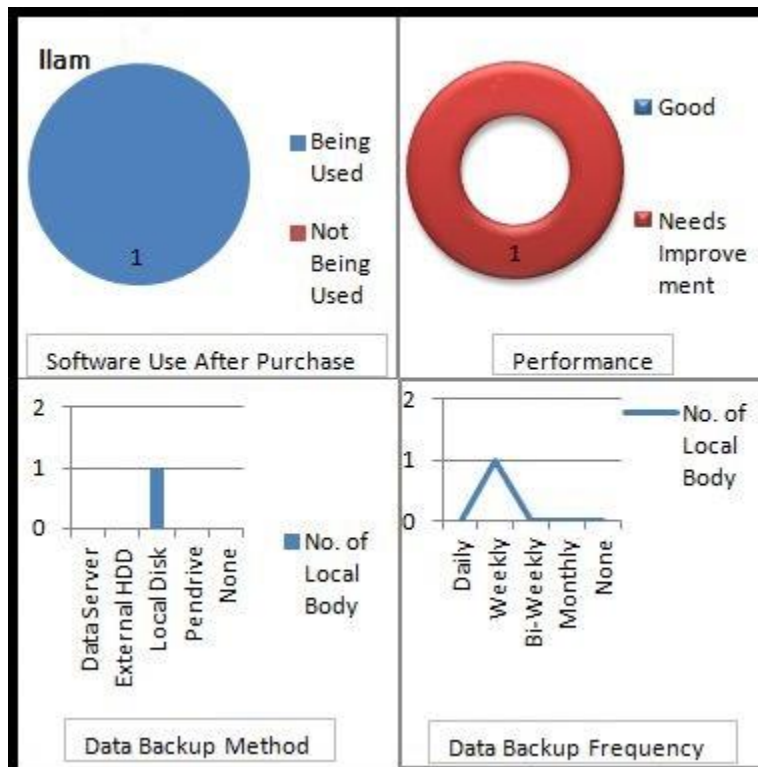 Ilam
1
Being
Used
Not
Being
Used
Software Use After Purchase
1
Good
Needs
Improve
ment
Performance
2
1
0
Data Server
External HDD
Local Disk
Pendrive
None
No. of
Local
Body
Data Backup Method
2
1
0
Daily
Weekly
Bi-Weekly
Monthly
None
No. of
Local
Body
Data Backup Frequency